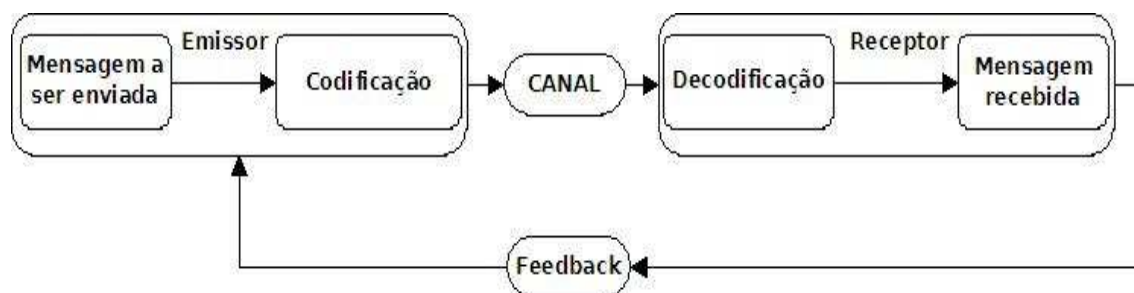 Emissor
Mensagem a
ser enviada
Codificação
CANAL
Receptor
Decodificação
Mensagem
recebida
Feedback